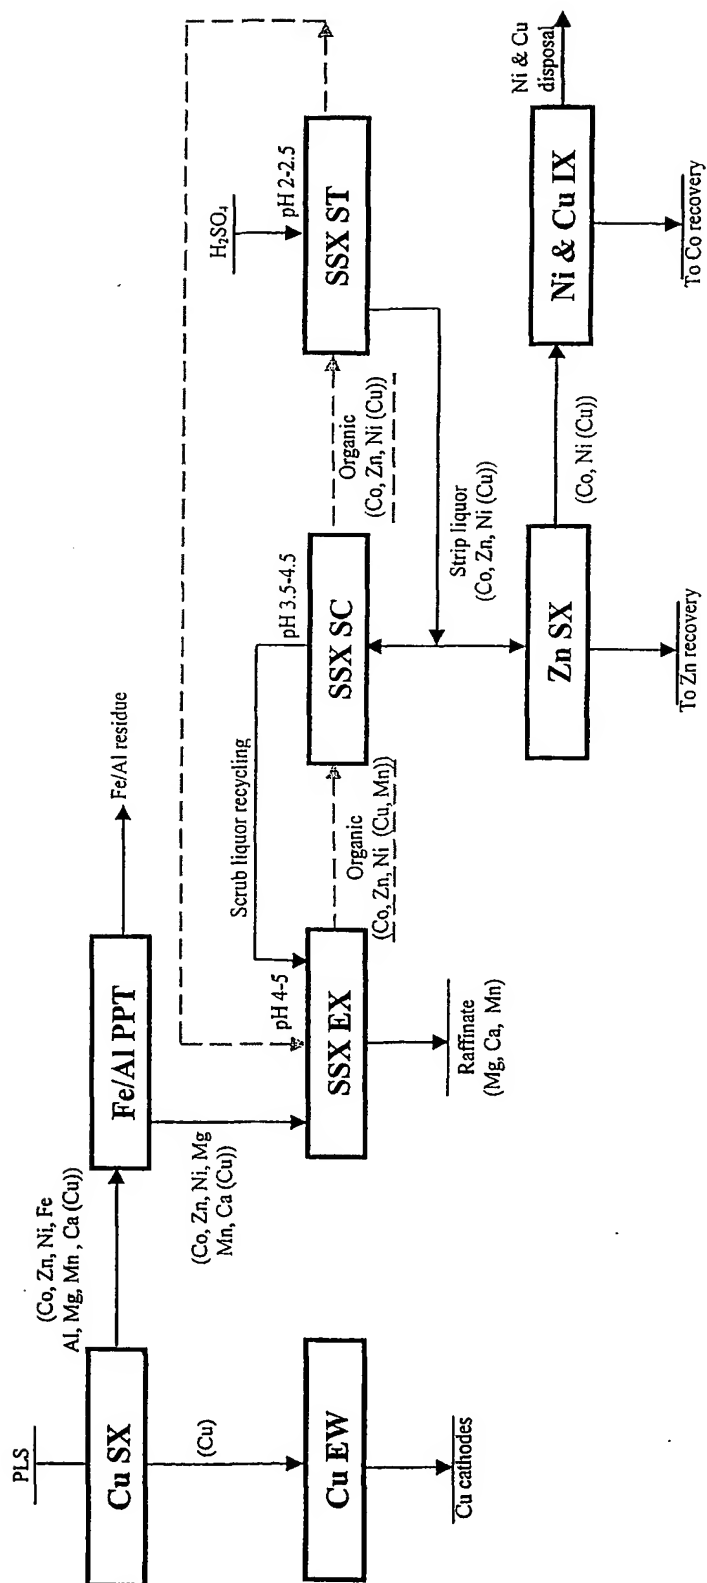 PLS
Cu SX
(Cu)
Cu EW
Cu cathodes
(Co, Zn, Ni, Fe
Al, Mg, Mn , Ca (Cu))
Fe/Al PPT
Fe/Al residue
(Co, Zn, Ni, Mg
Mn, Ca (Cu))
pH 4-5
SSX EX
Raffinate
(Mg, Ca, Mn)
Scrub liquor recycling
Organic
(Co, Zn, Ni (Cu, Mn))
pH 3.5-4.5
SSX SC
Organic
(Co, Zn, Ni (Cu))
H₂SO₄
pH 2-2.5
SSX ST
Strip liquor
(Co, Zn, Ni (Cu))
Zn SX
To Zn recovery
(Co, Ni (Cu))
Ni & Cu IX
Ni & Cu
disposal
To Co recovery